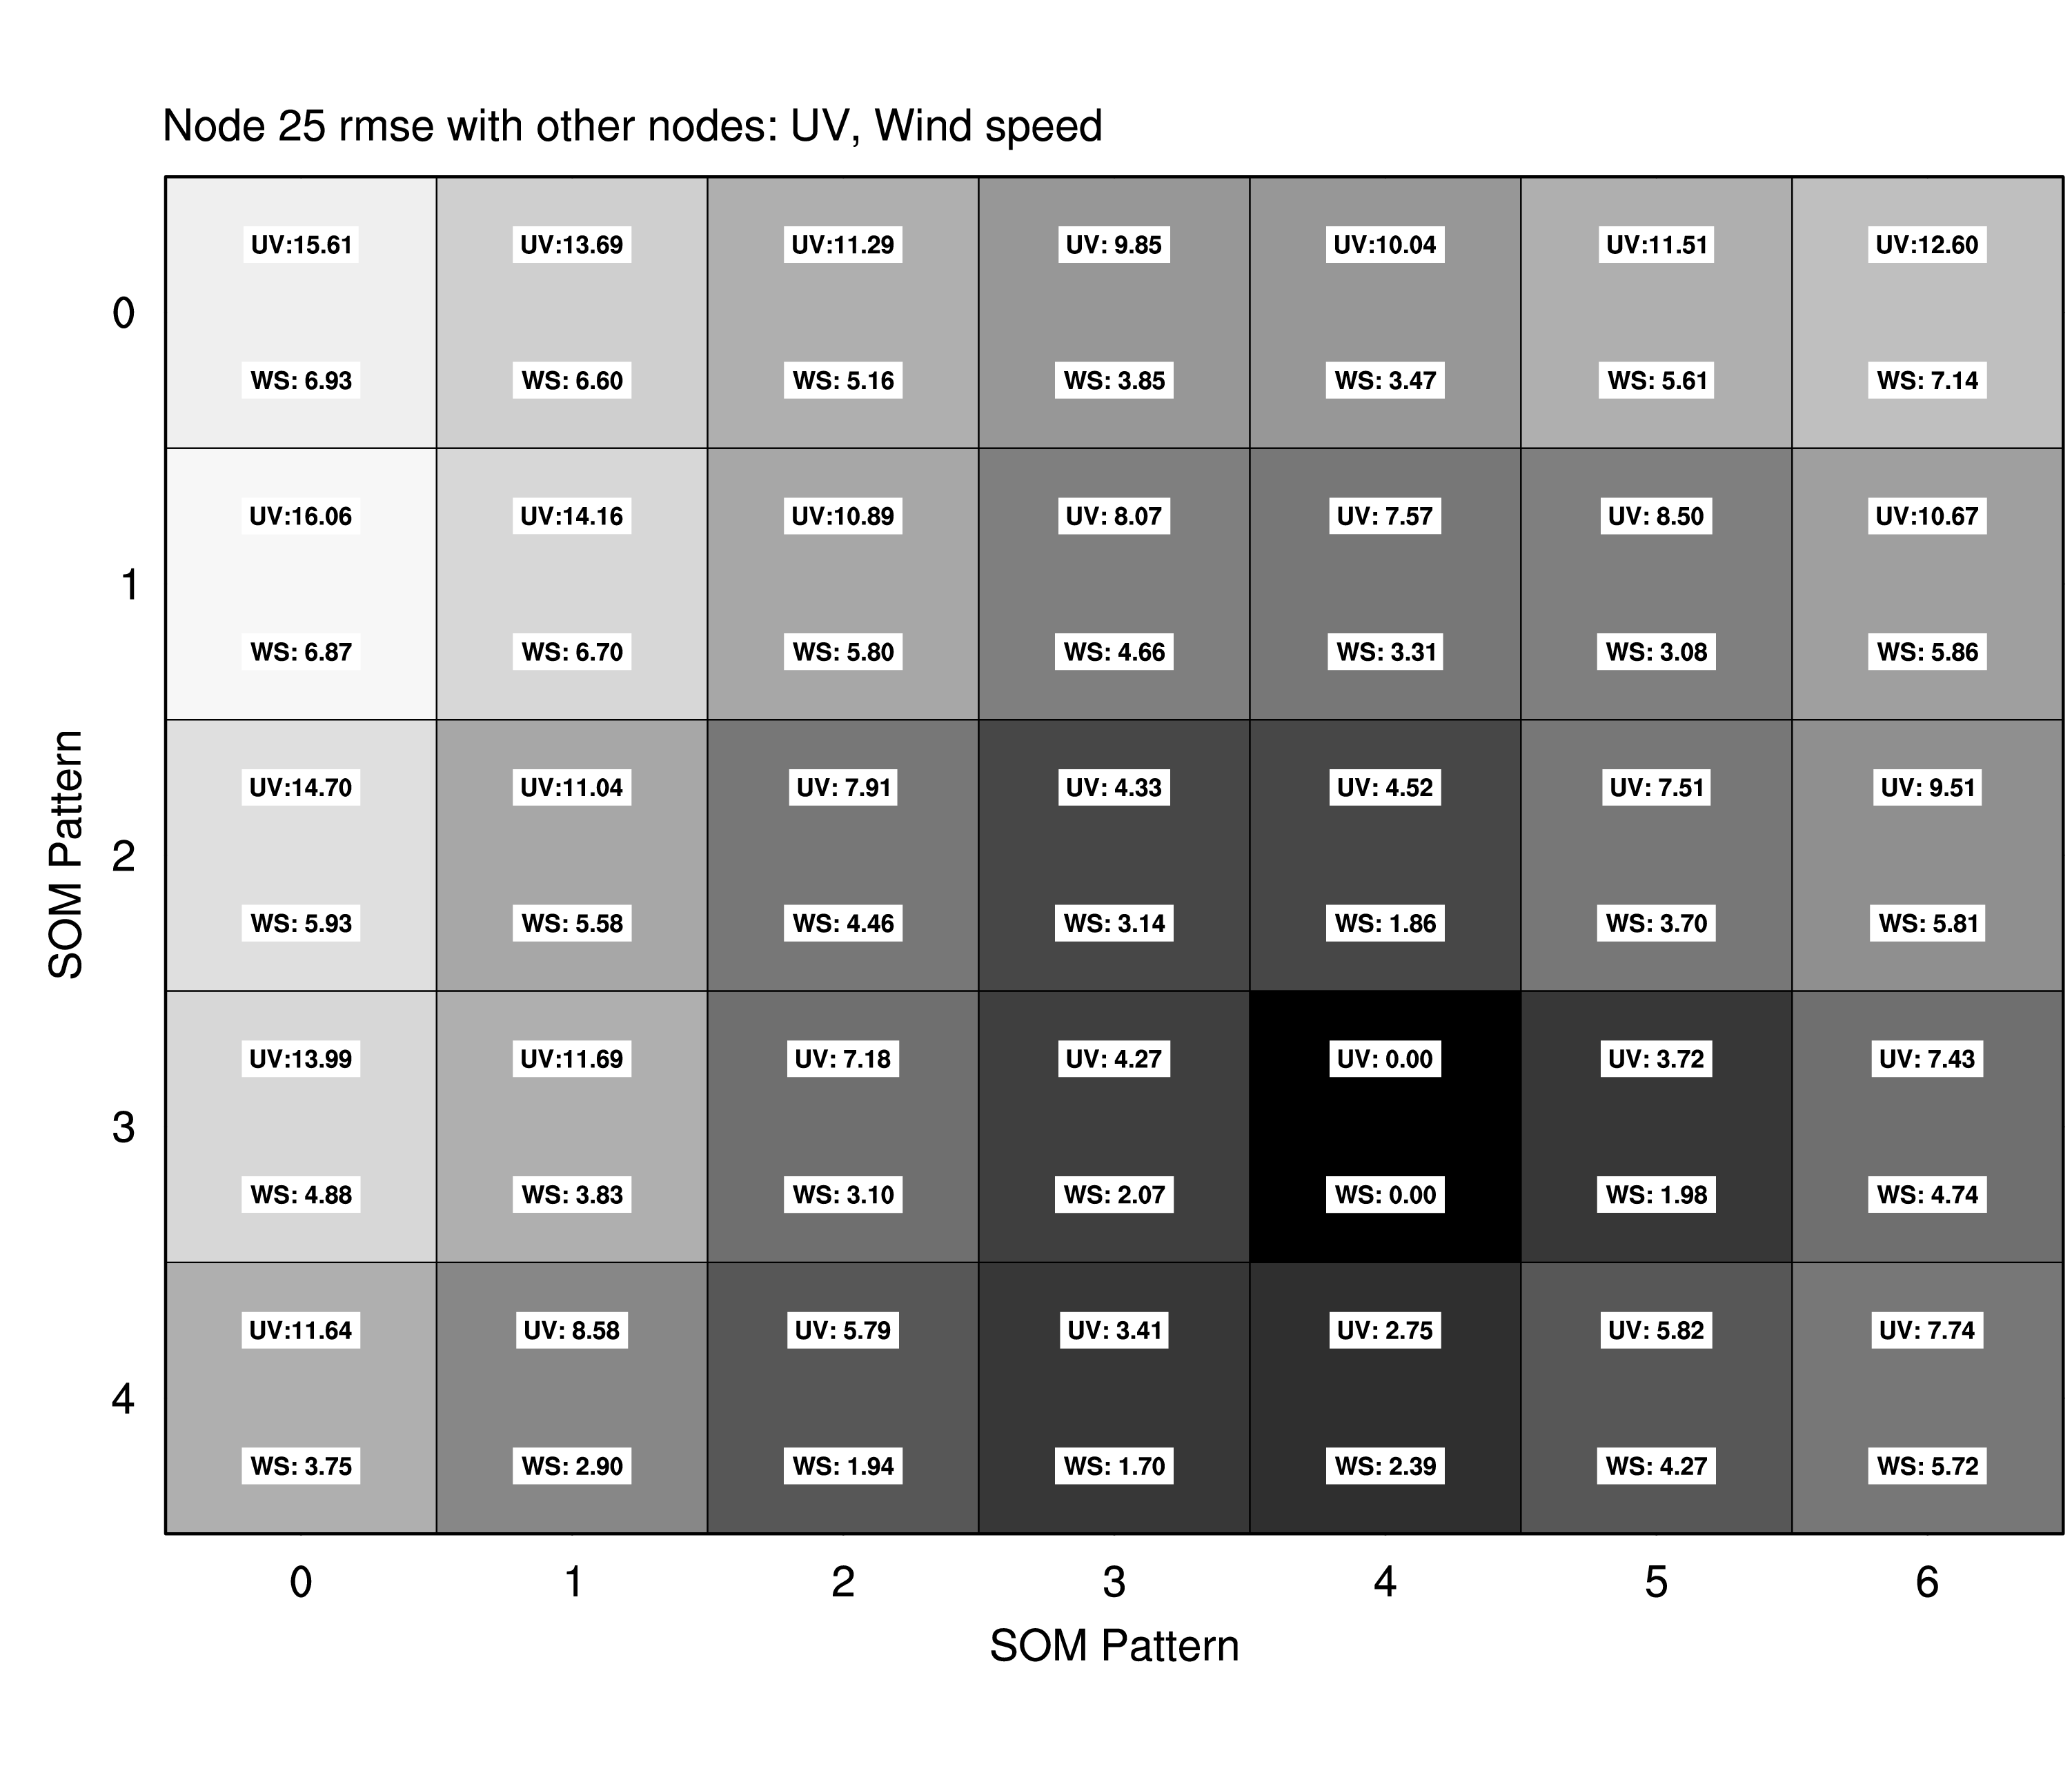 Node 25 rmse with other nodes: UV, Wind speed
UV:15.61 UV:13.69 UV:11.29 UV: 9.85 UV:10.04 UV:11.51 UV:12.60
0
WS: 6.93 WS: 6.60 WS: 5.16 WS: 3.85 WS: 3.47 WS: 5.61 WS: 7.14
UV:16.06 UV:14.16 UV:10.89 UV: 8.07 UV: 7.57 UV: 8.50 UV:10.67
1
WS: 6.87 WS: 6.70 WS: 5.80 WS: 4.66 WS: 3.31 WS: 3.08 WS: 5.86
UV:14.70 UV:11.04 UV: 7.91 UV: 4.33 UV: 4.52 UV: 7.51 UV: 9.51
SOM Pattern
2
WS: 5.93 WS: 5.58 WS: 4.46 WS: 3.14 WS: 1.86 WS: 3.70 WS: 5.81
UV:13.99 UV:11.69 UV: 7.18 UV: 4.27 UV: 0.00 UV: 3.72 UV: 7.43
3
WS: 4.88 WS: 3.83 WS: 3.10 WS: 2.07 WS: 0.00 WS: 1.98 WS: 4.74
UV:11.64 UV: 8.58 UV: 5.79 UV: 3.41 UV: 2.75 UV: 5.82 UV: 7.74
4
WS: 3.75 WS: 2.90 WS: 1.94 WS: 1.70 WS: 2.39 WS: 4.27 WS: 5.72
0 1 2 3 4 5 6
SOM Pattern